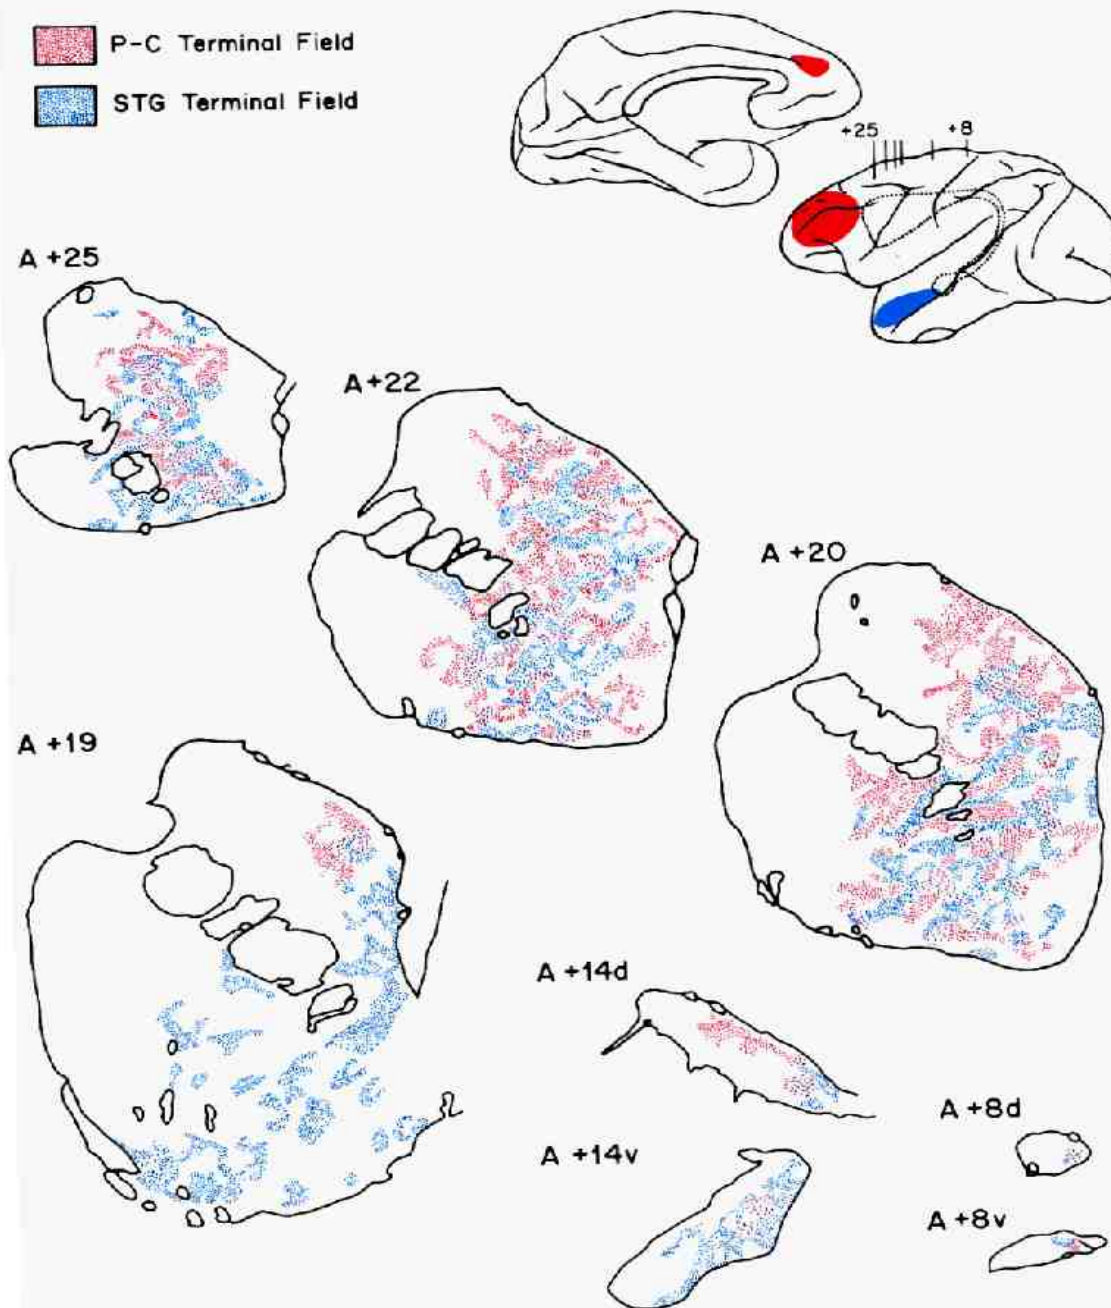 P-C Terminal Field
STG Terminal Field
+25 +8
A +25
A +22
A +20
A +19
A +14d
A +8d
A +14v
A +8v